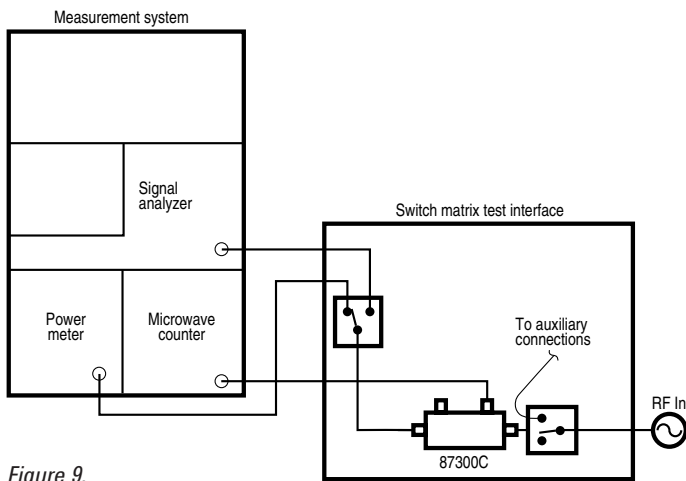 Measurement system
Signal
analyzer
Switch matrix test interface
Power
meter
Microwave
counter
To auxiliary
connections
RF In
87300C
Figure 9.